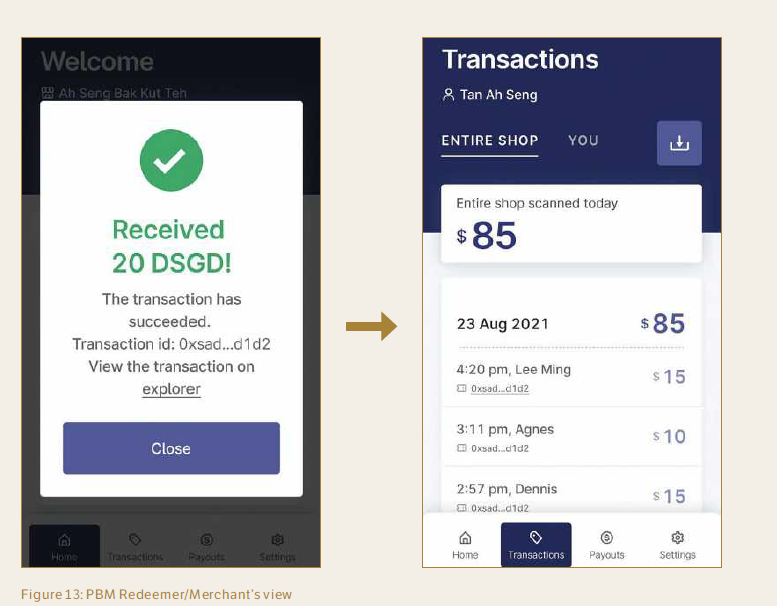 Welcome
Ah Seng Bak Kut Teh
Received
20 DSGD!
The transaction has
succeeded.
Transaction id: 0xsad...d1d2
View the transaction on
explorer
Close
Home
Transactions
Payouts
Settings
Transactions
Tan Ah Seng
ENTIRE SHOP
YOU
Entire shop scanned today
$ 85
23 Aug 2021
$ 85
4:20 pm, Lee Ming
$ 15
0xsad...d1d2
3:11 pm, Agnes
$ 10
0xsad...d1d2
2:57 pm, Dennis
$ 15
0xsad...d1d2
Home
Transactions
Payouts
Settings
Figure 13: PBM Redeemer/Merchant's view